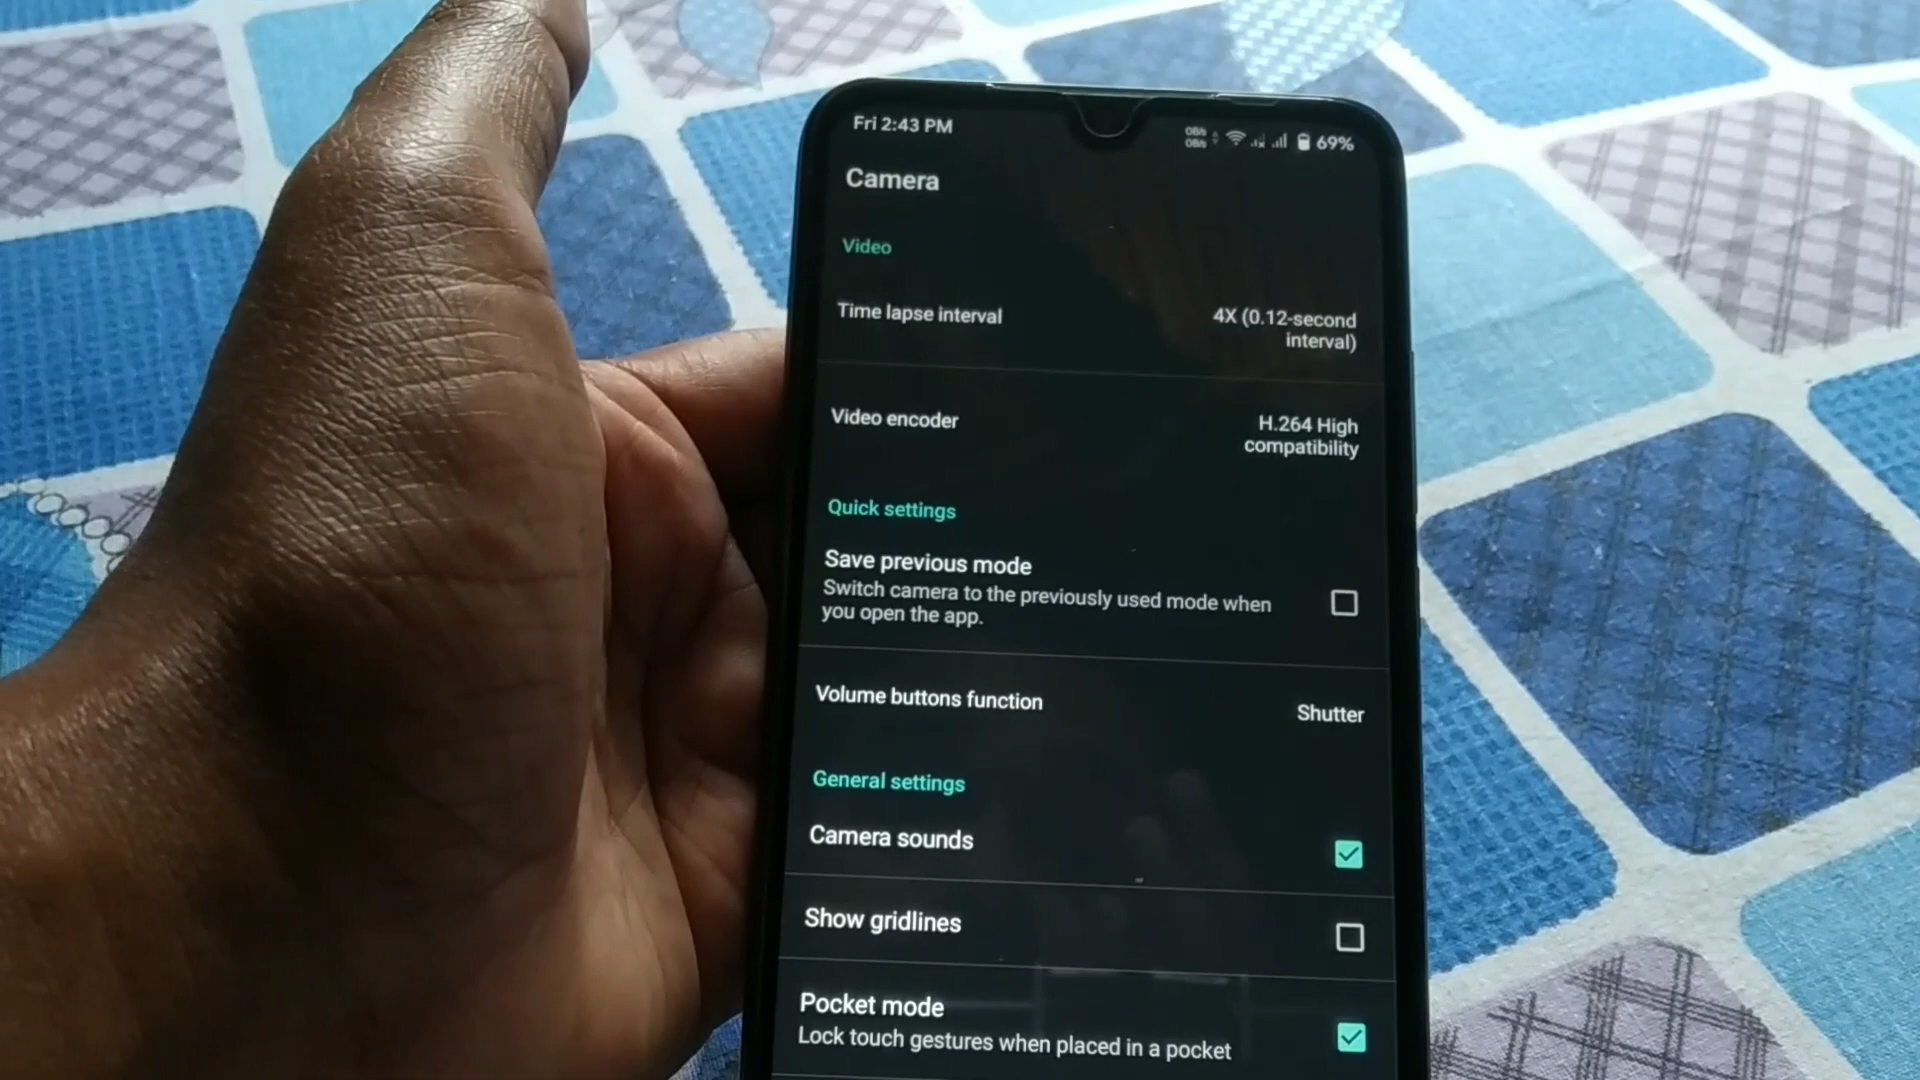 Fri 2:43 PM
0B/s
0B/s
69%
Camera
Video
Time lapse interval
4X (0.12-second
interval)
Video encoder
H.264 High
compatibility
Quick settings
Save previous mode
Switch camera to the previously used mode when
you open the app.
Volume buttons function
Shutter
General settings
Camera sounds
Show gridlines
Pocket mode
Lock touch gestures when placed in a pocket